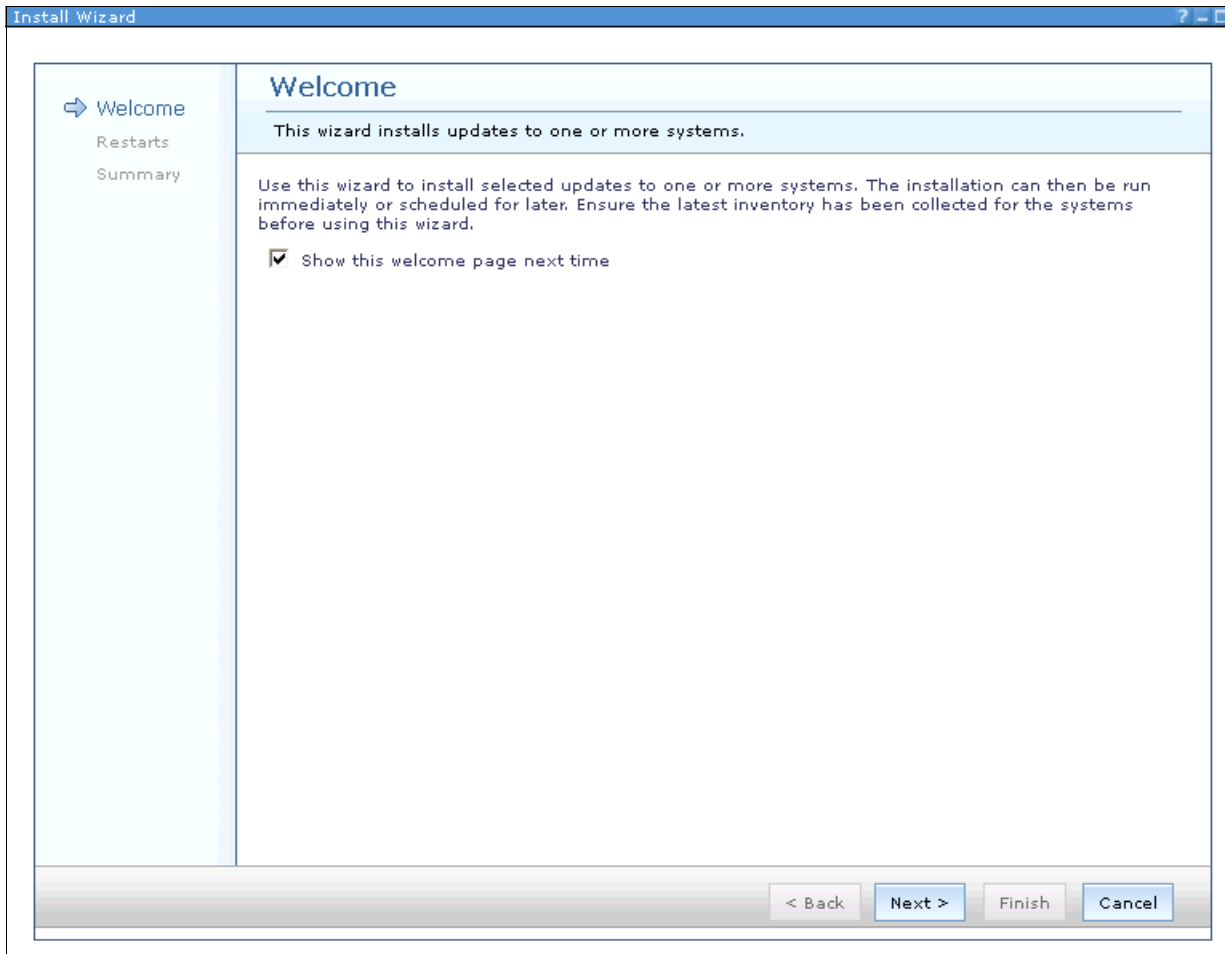 Install Wizard
Welcome
Restarts
Summary
Welcome
This wizard installs updates to one or more systems.
Use this wizard to install selected updates to one or more systems. The installation can then be run
immediately or scheduled for later. Ensure the latest inventory has been collected for the systems
before using this wizard.
Show this welcome page next time
< Back
Next >
Finish
Cancel